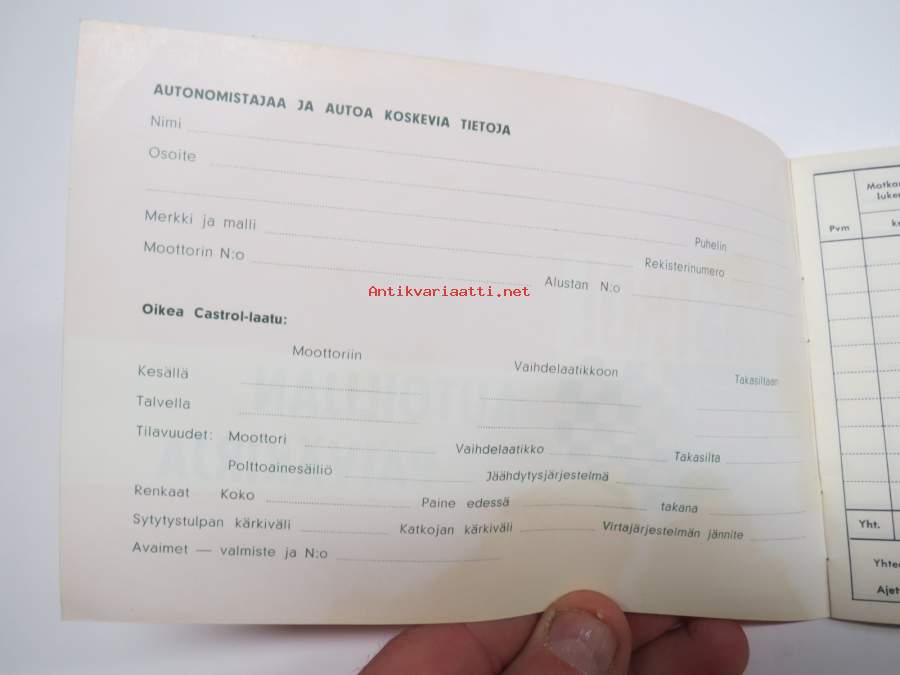 AUTONOMISTAJAA JA AUTOA KOSKEVIA TIETOJA
Nimi
Osoite
Puhelin
Merkki ja malli Rekisterinumero
Moottorin N:o Alustan N:o
Antikvariaatti.net
Oikea Castrol-laatu:
Moottoriin Vaihdelaatikkoon Takasiltaan
Kesällä
Talvella
Tilavuudet: Moottori Vaihdelaatikko Takasilta
Polttoainesäiliö Jäähdytysjärjestelmä
Renkaat Koko Paine edessä takana
Sytytystulpan kärkiväli Katkojan kärkiväli Virtajärjestelmän jännite
Avaimet — valmiste ja N:o
Pvm
Yht.